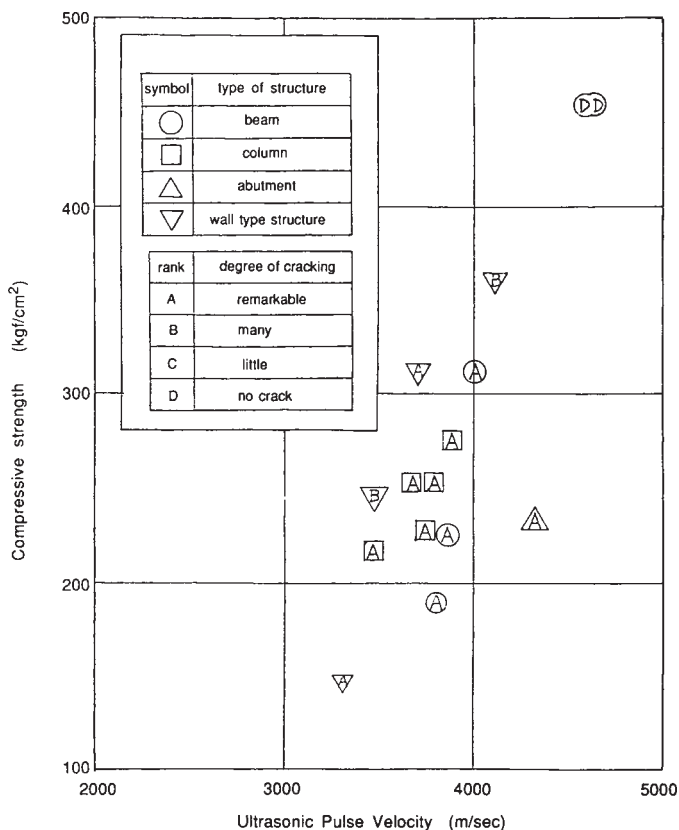 500
symbol type of structure
beam
column
abutment
wall type structure
rank degree of cracking
A remarkable
B many
C little
D no crack
D D
400
B
A
A
300
A
A A
B
A
A A
A
200
A
A
100
2000 3000 4000 5000
Compressive strength (kgf/cm²)
Ultrasonic Pulse Velocity (m/sec)